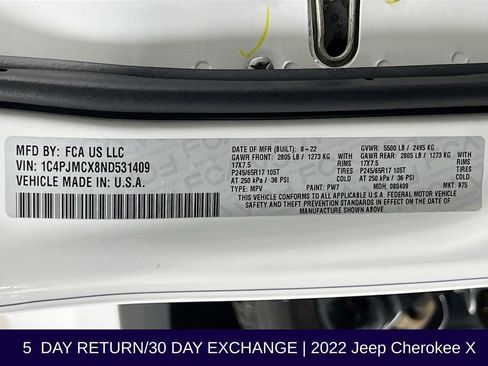 MFD BY: FCA US LLC
VIN: 1C4PJMCX8ND531409
VEHICLE MADE IN: U.S.A.
DATE OF MFR (BUILT): 8-22 GVWR: 5500 LB / 2495 KG
GAWR FRONT: 2805 LB / 1273 KG GAWR REAR: 2805 LB / 1273 KG
17X7.5 TIRES 17X7.5 TIRES
P245/65R17 105T P245/65R17 105T
AT 250 kPa / 36 PSI COLD AT 250 kPa / 36 PSI COLD
TYPE: MPV PAINT: PW7 MDH: 080409 MKT: 875
THIS VEHICLE CONFORMS TO ALL APPLICABLE U.S.A. FEDERAL MOTOR VEHICLE
SAFETY AND THEFT PREVENTION STANDARDS IN EFFECT ON THE DATE OF
MANUFACTURE SHOWN ABOVE.
5 DAY RETURN/30 DAY EXCHANGE | 2022 Jeep Cherokee X